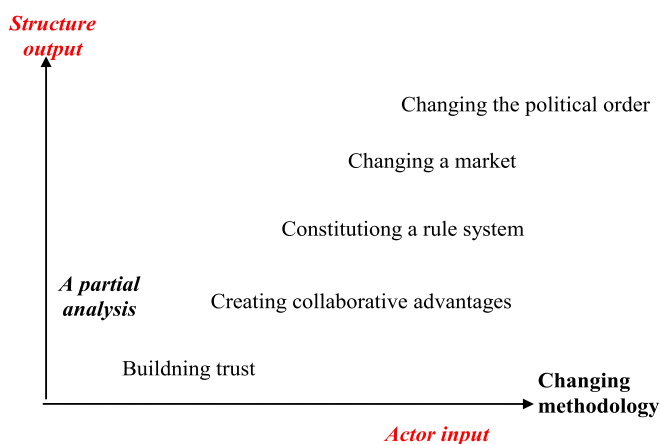 Structure
output
Changing the political order
Changing a market
Constitutiong a rule system
A partial
analysis
Creating collaborative advantages
Buildning trust
Changing
methodology
Actor input